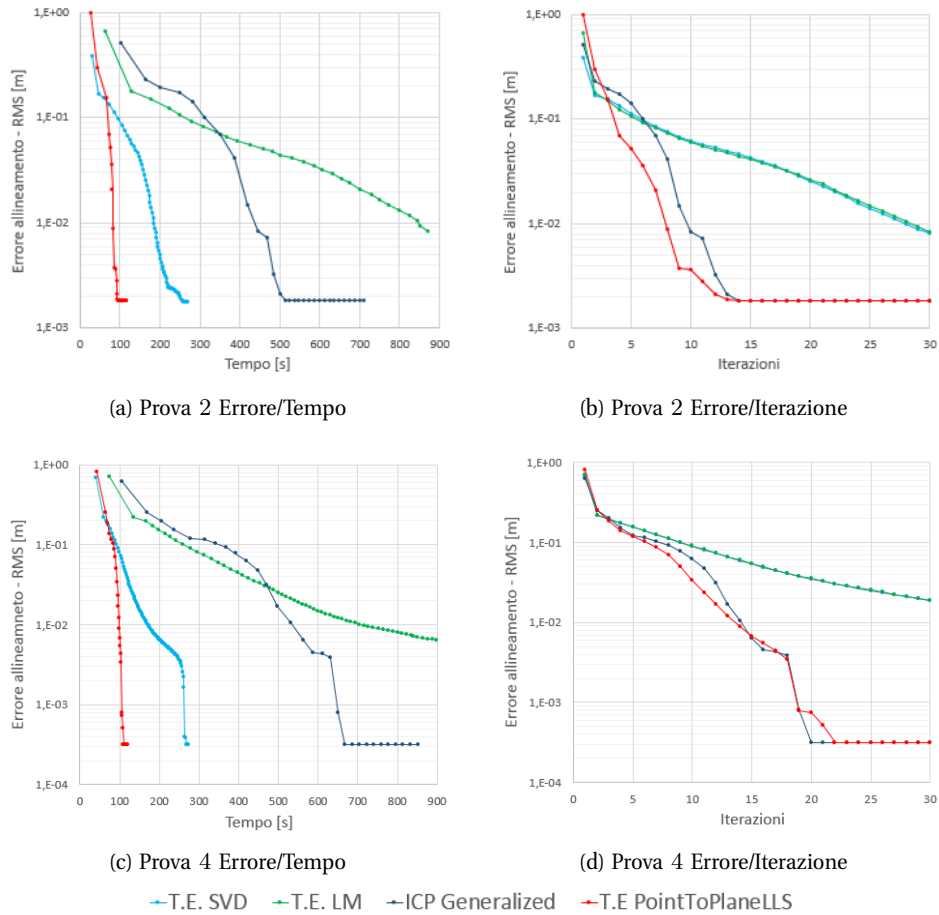 1,E+00
1,E-01
1,E-02
1,E-03
Errore allineamento - RMS [m]
0 100 200 300 400 500 600 700 800 900
Tempo [s]
(a) Prova 2 Errore/Tempo
1,E+00
1,E-01
1,E-02
1,E-03
Errore allineamento - RMS [m]
0 5 10 15 20 25 30
Iterazioni
(b) Prova 2 Errore/Iterazione
1,E+00
1,E-01
1,E-02
1,E-03
1,E-04
Errore allineamneto - RMS [m]
0 100 200 300 400 500 600 700 800 900
Tempo [s]
(c) Prova 4 Errore/Tempo
1,E+00
1,E-01
1,E-02
1,E-03
1,E-04
Errore allineamento - RMS [m]
0 5 10 15 20 25 30
Iterazioni
(d) Prova 4 Errore/Iterazione
T.E. SVD T.E. LM ICP Generalized T.E PointToPlaneLLS